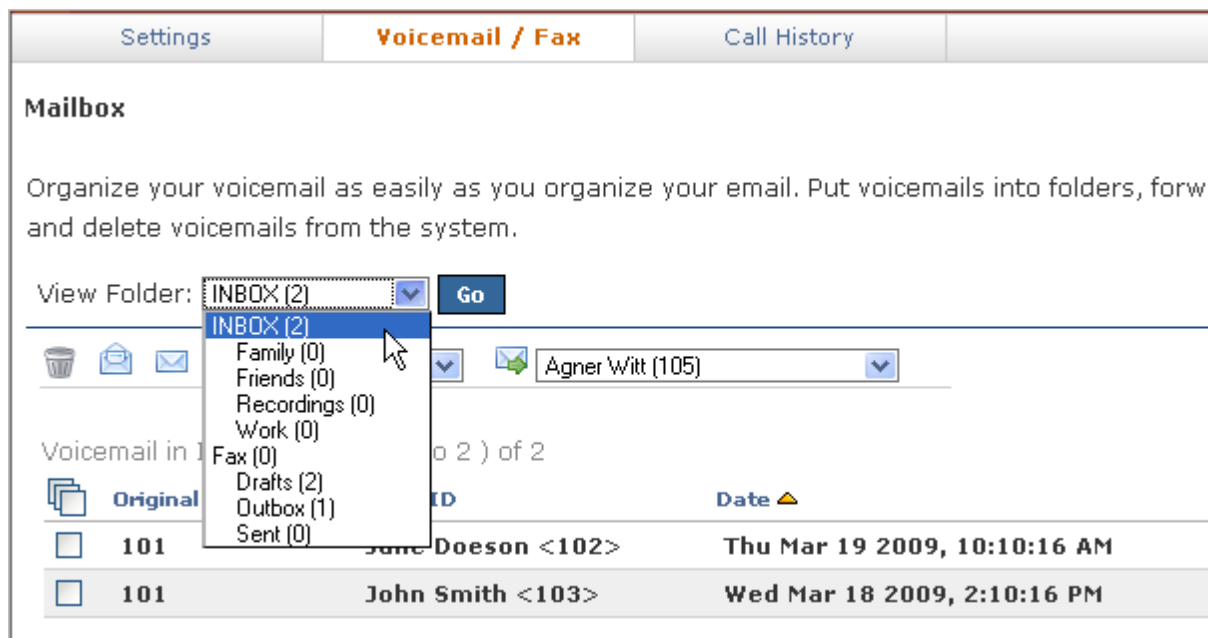 Settings Voicemail / Fax Call History
Mailbox
Organize your voicemail as easily as you organize your email. Put voicemails into folders, forw
and delete voicemails from the system.
View Folder: INBOX (2) Go
INBOX (2)
Family (0)
Friends (0)
Recordings (0)
Work (0)
Fax (0)
Drafts (2)
Outbox (1)
Sent (0)
Agner Witt (105)
Voicemail in o 2 ) of 2
Original ID Date
101 Doeson <102> Thu Mar 19 2009, 10:10:16 AM
101 John Smith <103> Wed Mar 18 2009, 2:10:16 PM